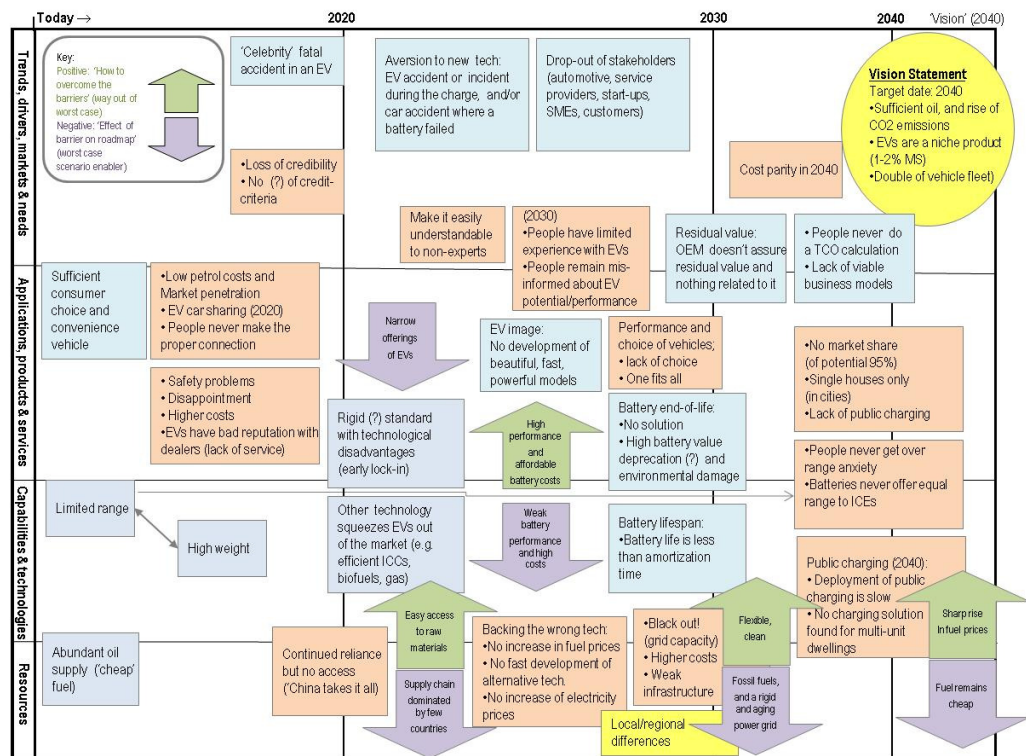 Today →
2020
2030
2040
'Vision' (2040)
Trends, drivers, markets & needs
Key:
Positive: 'How to
overcome the
barriers' (way out of
worst case)
Negative: 'Effect of
barrier on roadmap'
(worst case
scenario enabler)
'Celebrity' fatal
accident in an EV
Aversion to new tech:
EV accident or incident
during the charge, and/or
car accident where a
battery failed
Drop-out of stakeholders
(automotive, service
providers, start-ups,
SMEs, customers)
Vision Statement
Target date: 2040
•Sufficient oil, and rise of
CO2 emissions
• EVs are a niche product
(1-2% MS)
•Double of vehicle fleet)
•Loss of credibility
•No (?) of credit-
criteria
Cost parity in 2040
Make it easily
understandable
to non-experts
(2030)
•People have limited
experience with EVs
•People remain mis-
informed about EV
potential/performance
Residual value:
OEM doesn't assure
residual value and
nothing related to it
•People never do
a TCO calculation
• Lack of viable
business models
Applications, products & services
Sufficient
consumer
choice and
convenience
vehicle
•Low petrol costs and
Market penetration
• EV car sharing (2020)
• People never make the
proper connection
Narrow
offerings
of EVs
EV image:
No development of
beautiful, fast,
powerful models
Performance and
choice of vehicles;
• lack of choice
• One fits all
•No market share
(of potential 95%)
•Single houses only
(in cities)
•Lack of public charging
• Safety problems
• Disappointment
• Higher costs
•EVs have bad reputation with
dealers (lack of service)
Rigid (?) standard
with technological
disadvantages
(early lock-in)
High
performance
and
affordable
battery costs
Battery end-of-life:
•No solution
• High battery value
deprecation (?) and
environmental damage
•People never get over
range anxiety
•Batteries never offer equal
range to ICEs
Capabilities & technologies
Limited range
High weight
Other technology
squeezes EVs out
of the market (e.g.
efficient ICCs,
biofuels, gas)
Weak
battery
performance
and high
costs
Battery lifespan:
•Battery life is less
than amortization
time
Public charging (2040):
• Deployment of public
charging is slow
• No charging solution
found for multi-unit
dwellings
Easy access
to raw
materials
Flexible,
clean
Sharp rise
In fuel prices
Resources
Abundant oil
supply ('cheap'
fuel)
Continued reliance
but no access
('China takes it all)
Supply chain
dominated
by few
countries
Backing the wrong tech:
•No increase in fuel prices
• No fast development of
alternative tech.
•No increase of electricity
prices
•Black out!
(grid capacity)
•Higher costs
• Weak
infrastructure
Local/regional
differences
Fossil fuels,
and a rigid
and aging
power grid
Fuel remains
cheap